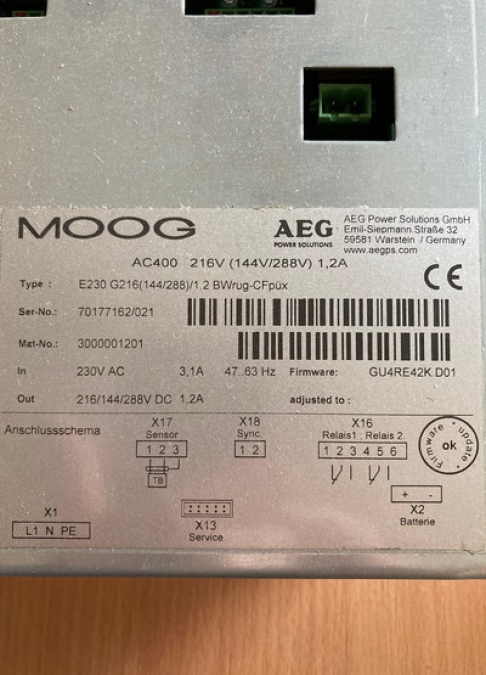 MOOG
AEG
POWER SOLUTIONS
AEG Power Solutions GmbH
Emil-Siepmann.Straße 32
59581 Warstein / Germany
www.aegps.com
AC400 216V (144V/288V) 1,2A
Type : E230 G216(144/288)/1.2 BWrug-CFpüx
Ser-No.: 70177162/021
Mat-No.: 3000001201
In 230V AC 3,1A 47..63 Hz Firmware: GU4RE42K.D01
Out 216/144/288V DC 1,2A adjusted to :
Anschlussschema
X17
Sensor
1 2 3
TB
X18
Sync.
1 2
X16
Relais1 ; Relais 2
1 2 3 4 5 6
Firmware update
ok
X1
L1 N PE
X13
Service
+ -
X2
Batterie